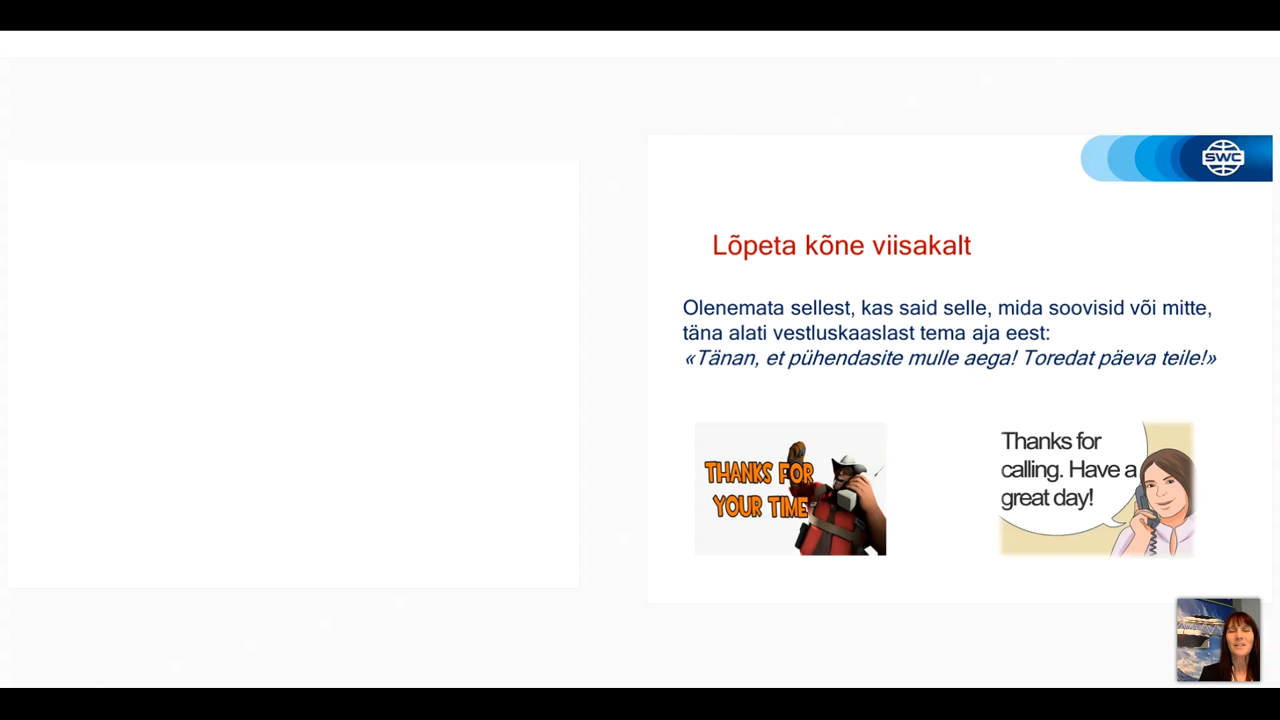 SWC
Lõpeta kõne viisakalt
Olenemata sellest, kas said selle, mida soovisid või mitte,
täna alati vestluskaaslast tema aja eest:
«Tänan, et pühendasite mulle aega! Toredat päeva teile!»
THANKS FOR
YOUR TIME
Thanks for
calling. Have a
great day!